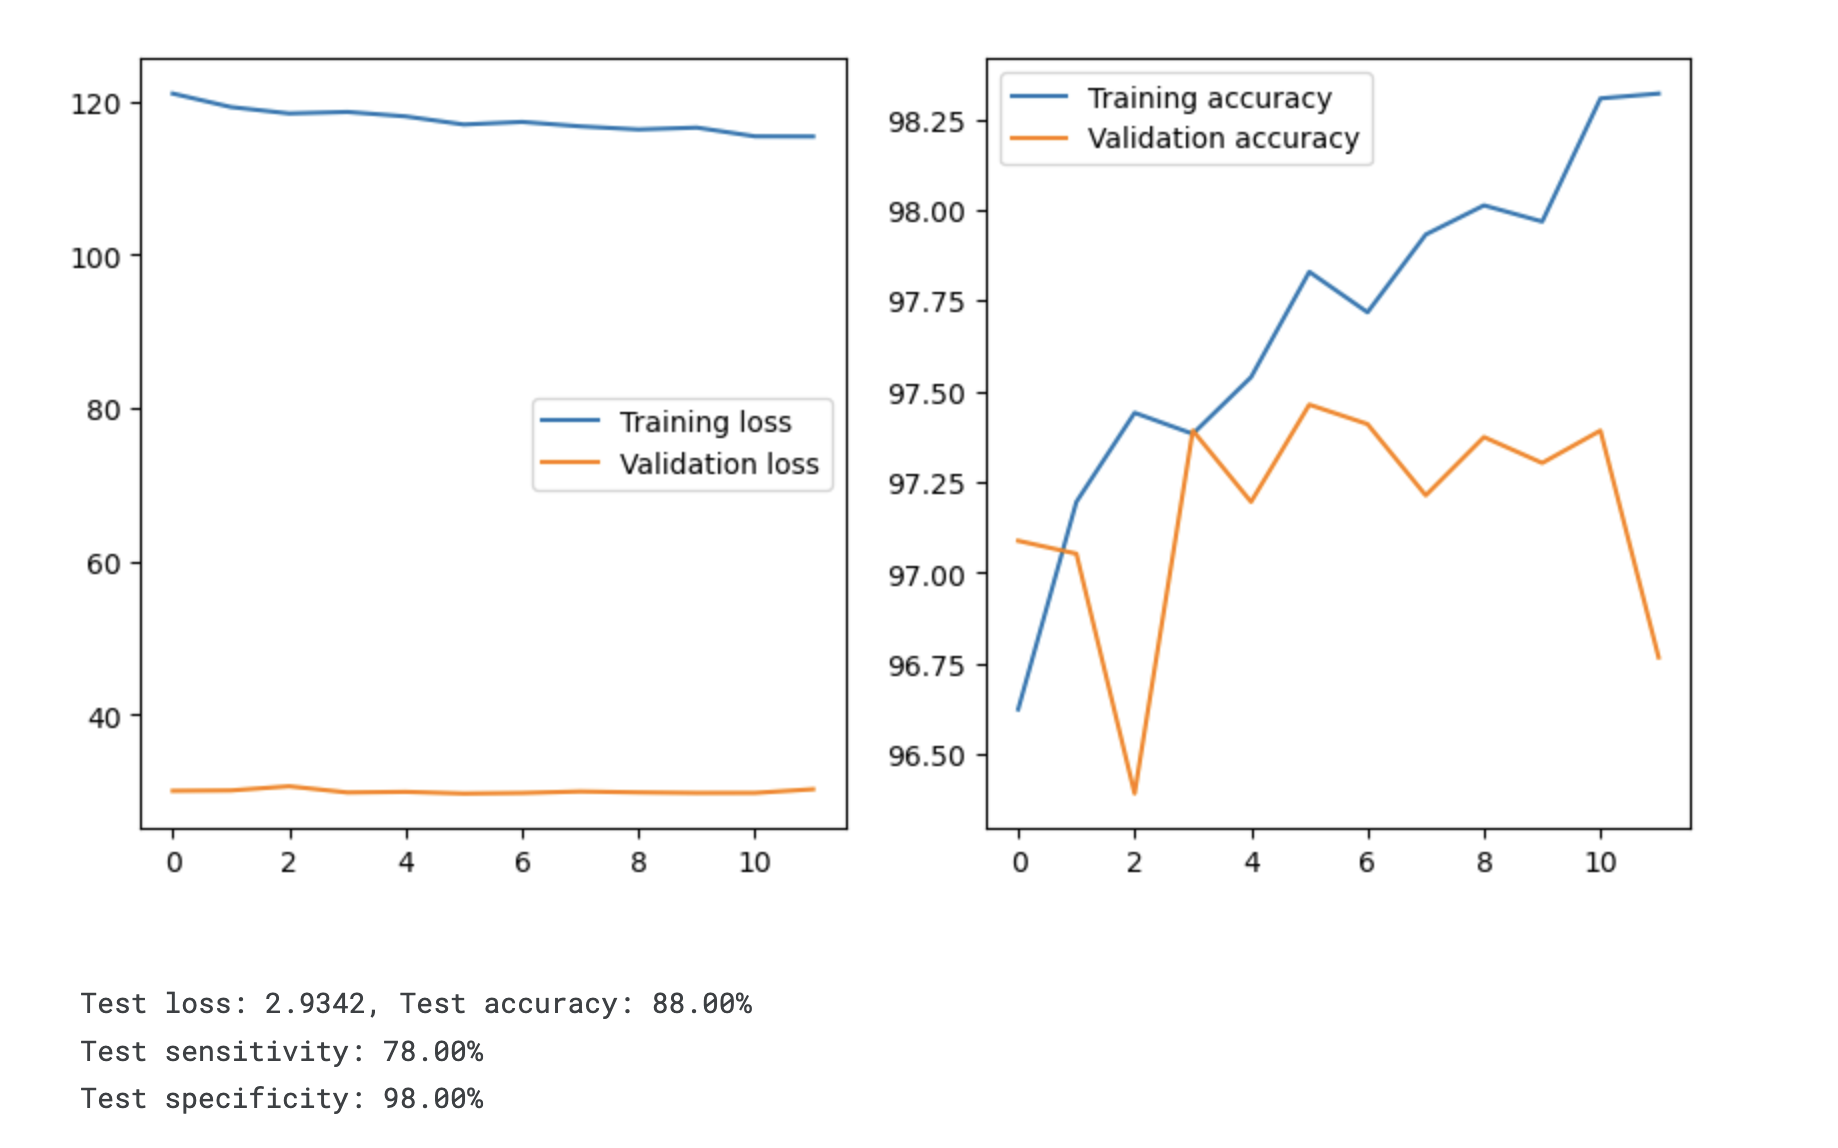 120
100
80
60
40
Training loss
Validation loss
0 2 4 6 8 10
Training accuracy
Validation accuracy
98.25
98.00
97.75
97.50
97.25
97.00
96.75
96.50
0 2 4 6 8 10
Test loss: 2.9342, Test accuracy: 88.00%
Test sensitivity: 78.00%
Test specificity: 98.00%